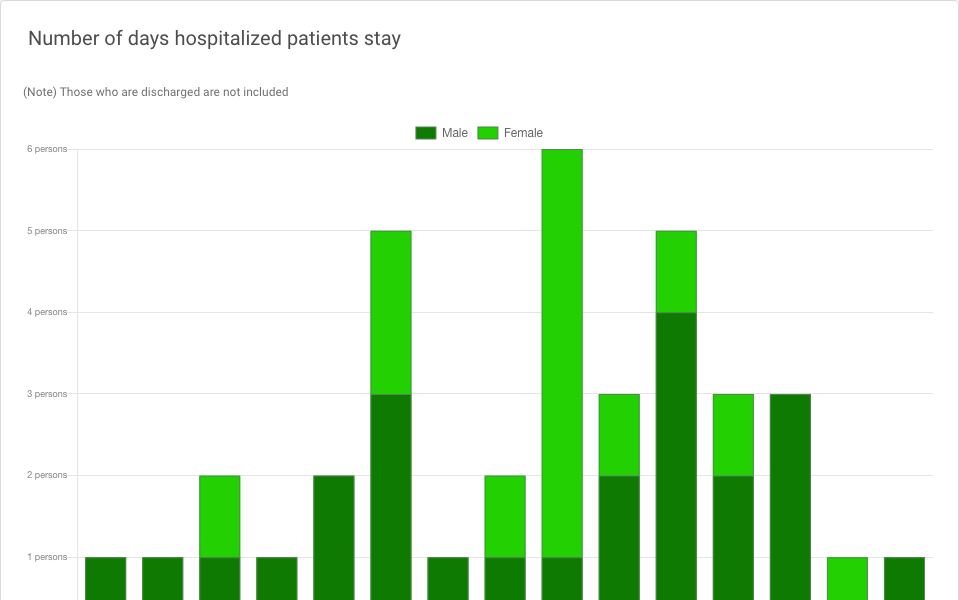 Number of days hospitalized patients stay
(Note) Those who are discharged are not included
Male Female
6 persons
5 persons
4 persons
3 persons
2 persons
1 persons